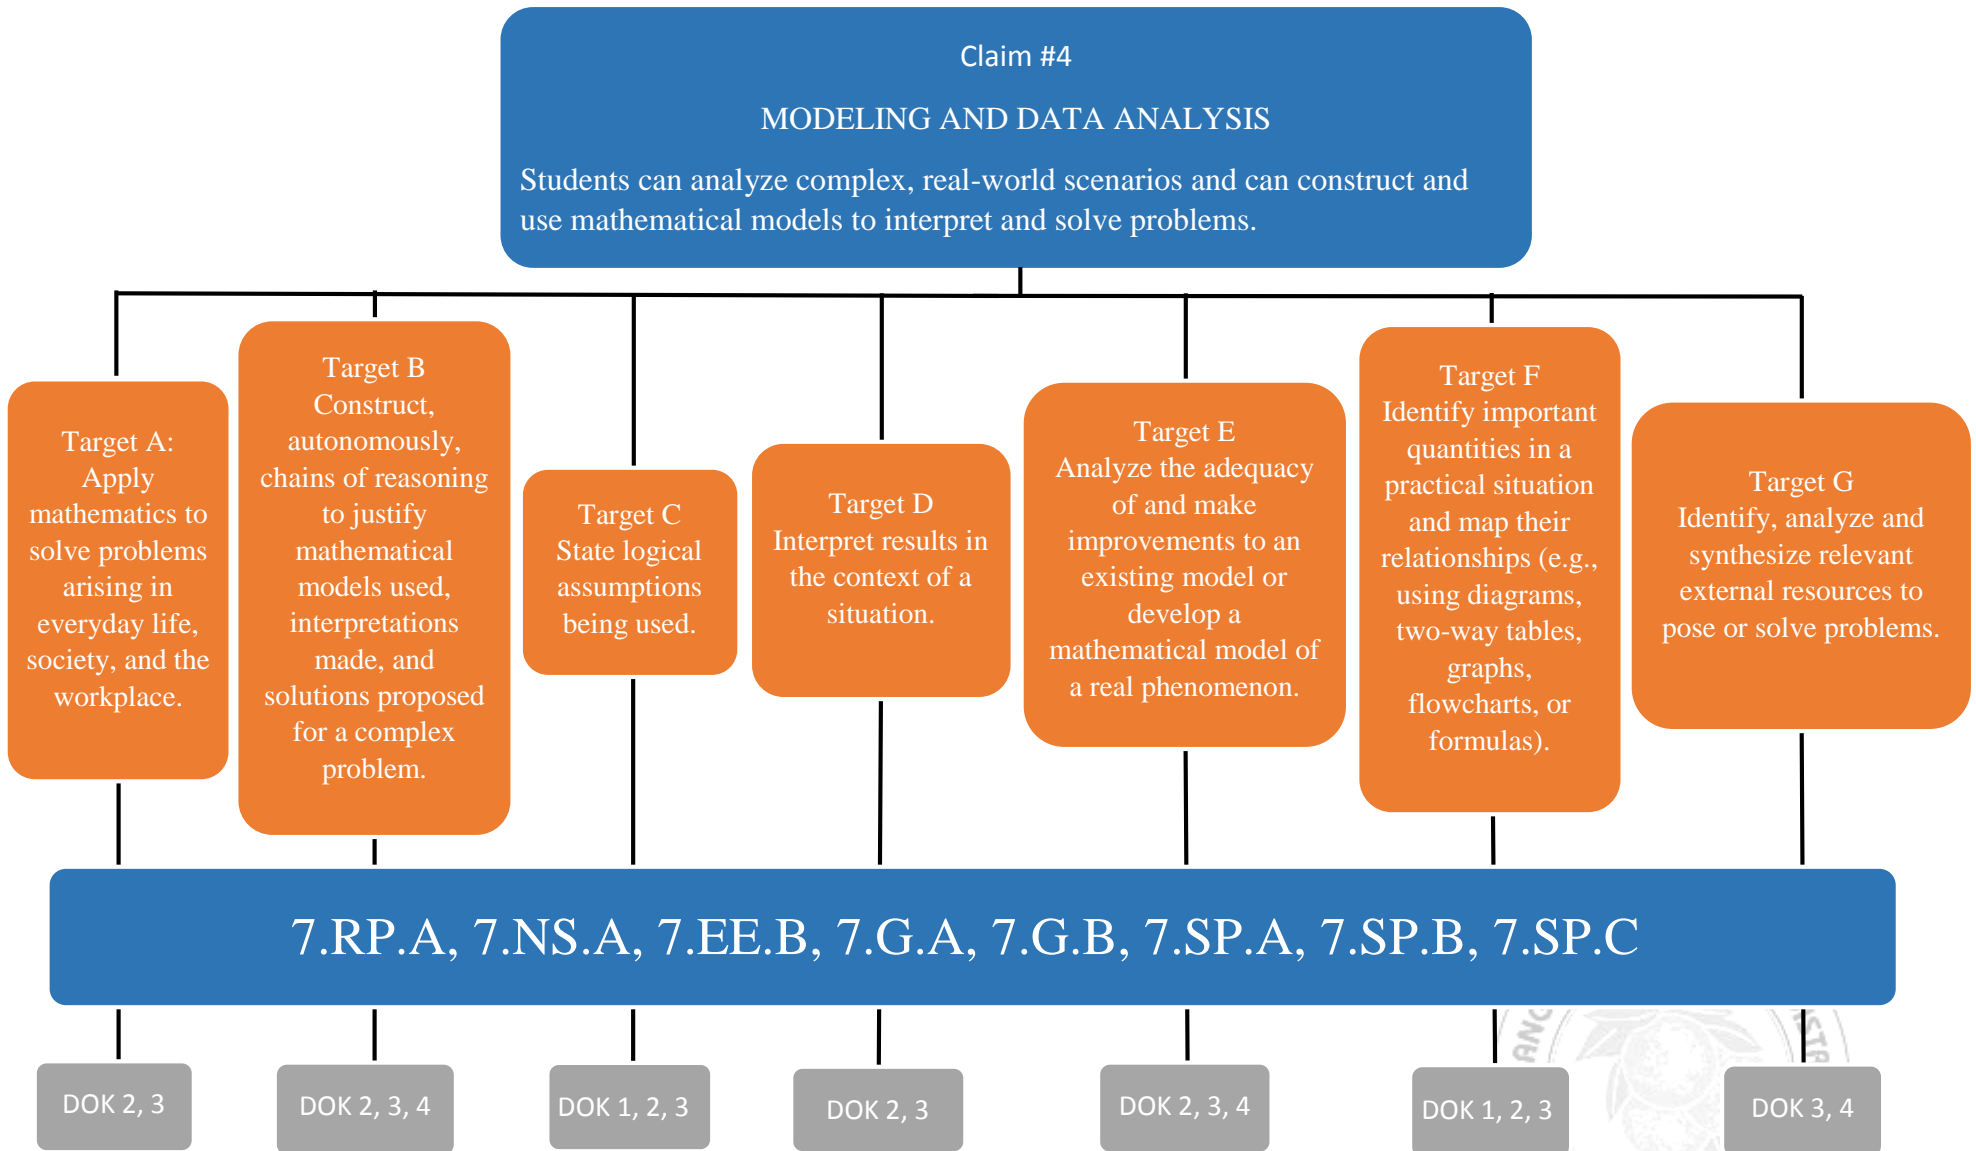 Claim #4
MODELING AND DATA ANALYSIS
Students can analyze complex, real-world scenarios and can construct and
use mathematical models to interpret and solve problems.
Target A:
Apply
mathematics to
solve problems
arising in
everyday life,
society, and the
workplace.
Target B
Construct,
autonomously,
chains of reasoning
to justify
mathematical
models used,
interpretations
made, and
solutions proposed
for a complex
problem.
Target C
State logical
assumptions
being used.
Target D
Interpret results in
the context of a
situation.
Target E
Analyze the adequacy
of and make
improvements to an
existing model or
develop a
mathematical model of
a real phenomenon.
Target F
Identify important
quantities in a
practical situation
and map their
relationships (e.g.,
using diagrams,
two-way tables,
graphs,
flowcharts, or
formulas).
Target G
Identify, analyze and
synthesize relevant
external resources to
pose or solve problems.
7.RP.A, 7.NS.A, 7.EE.B, 7.G.A, 7.G.B, 7.SP.A, 7.SP.B, 7.SP.C
DOK 2, 3
DOK 2, 3, 4
DOK 1, 2, 3
DOK 2, 3
DOK 2, 3, 4
DOK 1, 2, 3
DOK 3, 4